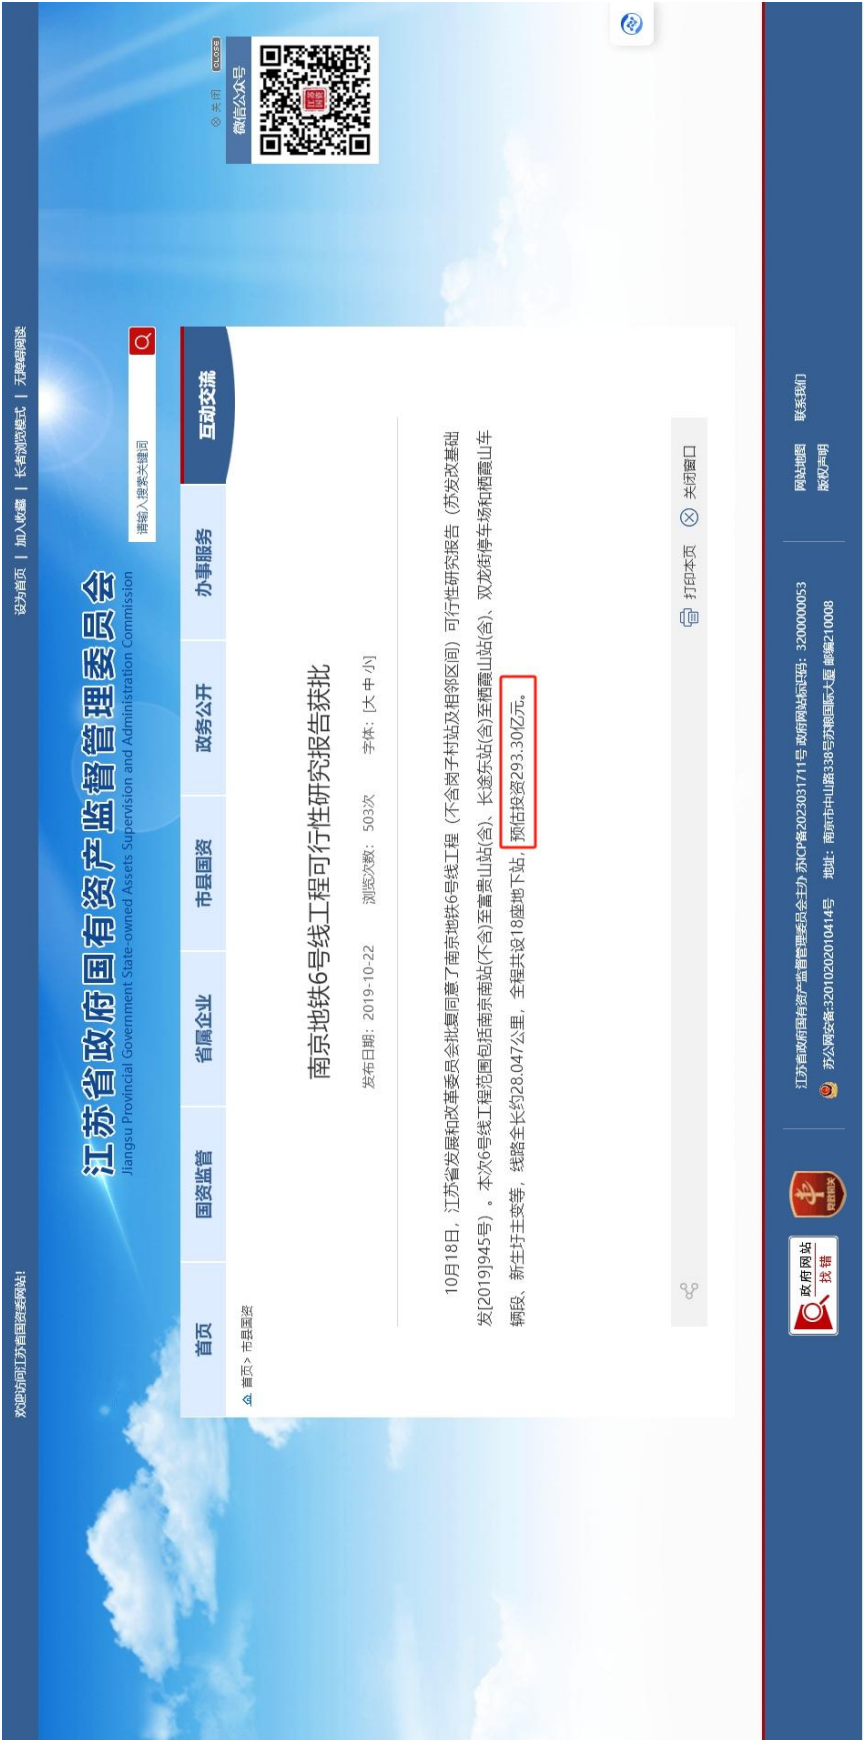 欢迎访问江苏省国资委网站!
设为首页 | 加入收藏 | 长者浏览模式 | 无障碍阅读
江苏省政府国有资产监督管理委员会
Jiangsu Provincial Government State-owned Assets Supervision and Administration Commission
请输入搜索关键词
首页 国资监管 省属企业 市县国资 政务公开 办事服务 互动交流
首页> 市县国资
南京地铁6号线工程可行性研究报告获批
发布日期：2019-10-22 浏览次数：503次 字体：[大 中 小]
10月18日，江苏省发展和改革委员会批复同意了南京地铁6号线工程（不含岗子村站及相邻区间）可行性研究报告（苏发改基础
发[2019]945号）。本次6号线工程范围包括南京南站(不含)至富贵山站(含)、长途东站(含)至栖霞山站(含)、双龙街停车场和栖霞山车
辆段、新生圩主变等，线路全长约28.047公里，全程共设18座地下站，预估投资293.30亿元。
打印本页 关闭窗口
关闭 CLOSE
微信公众号
江苏
国资
政府网站
找错
党政机关
江苏省政府国有资产监督管理委员会主办 苏ICP备2023031711号 政府网站标识码：3200000053
苏公网安备:32010202010414号 地址：南京市中山路338号苏粮国际大厦 邮编210008
网站地图 联系我们
版权声明